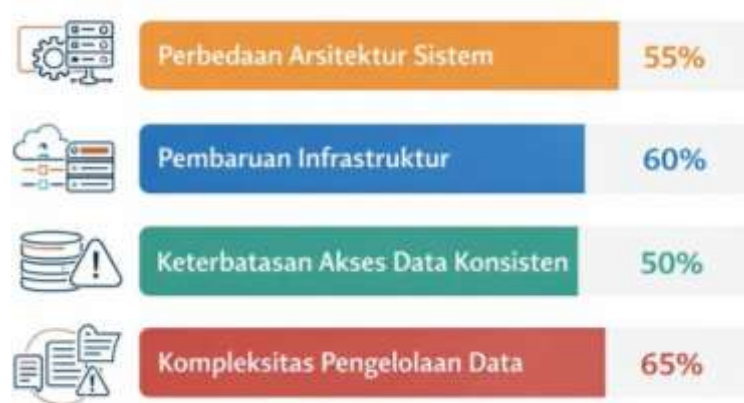 Perbedaan Arsitektur Sistem 55%
Pembaruan Infrastruktur 60%
Keterbatasan Akses Data Konsisten 50%
Kompleksitas Pengelolaan Data 65%